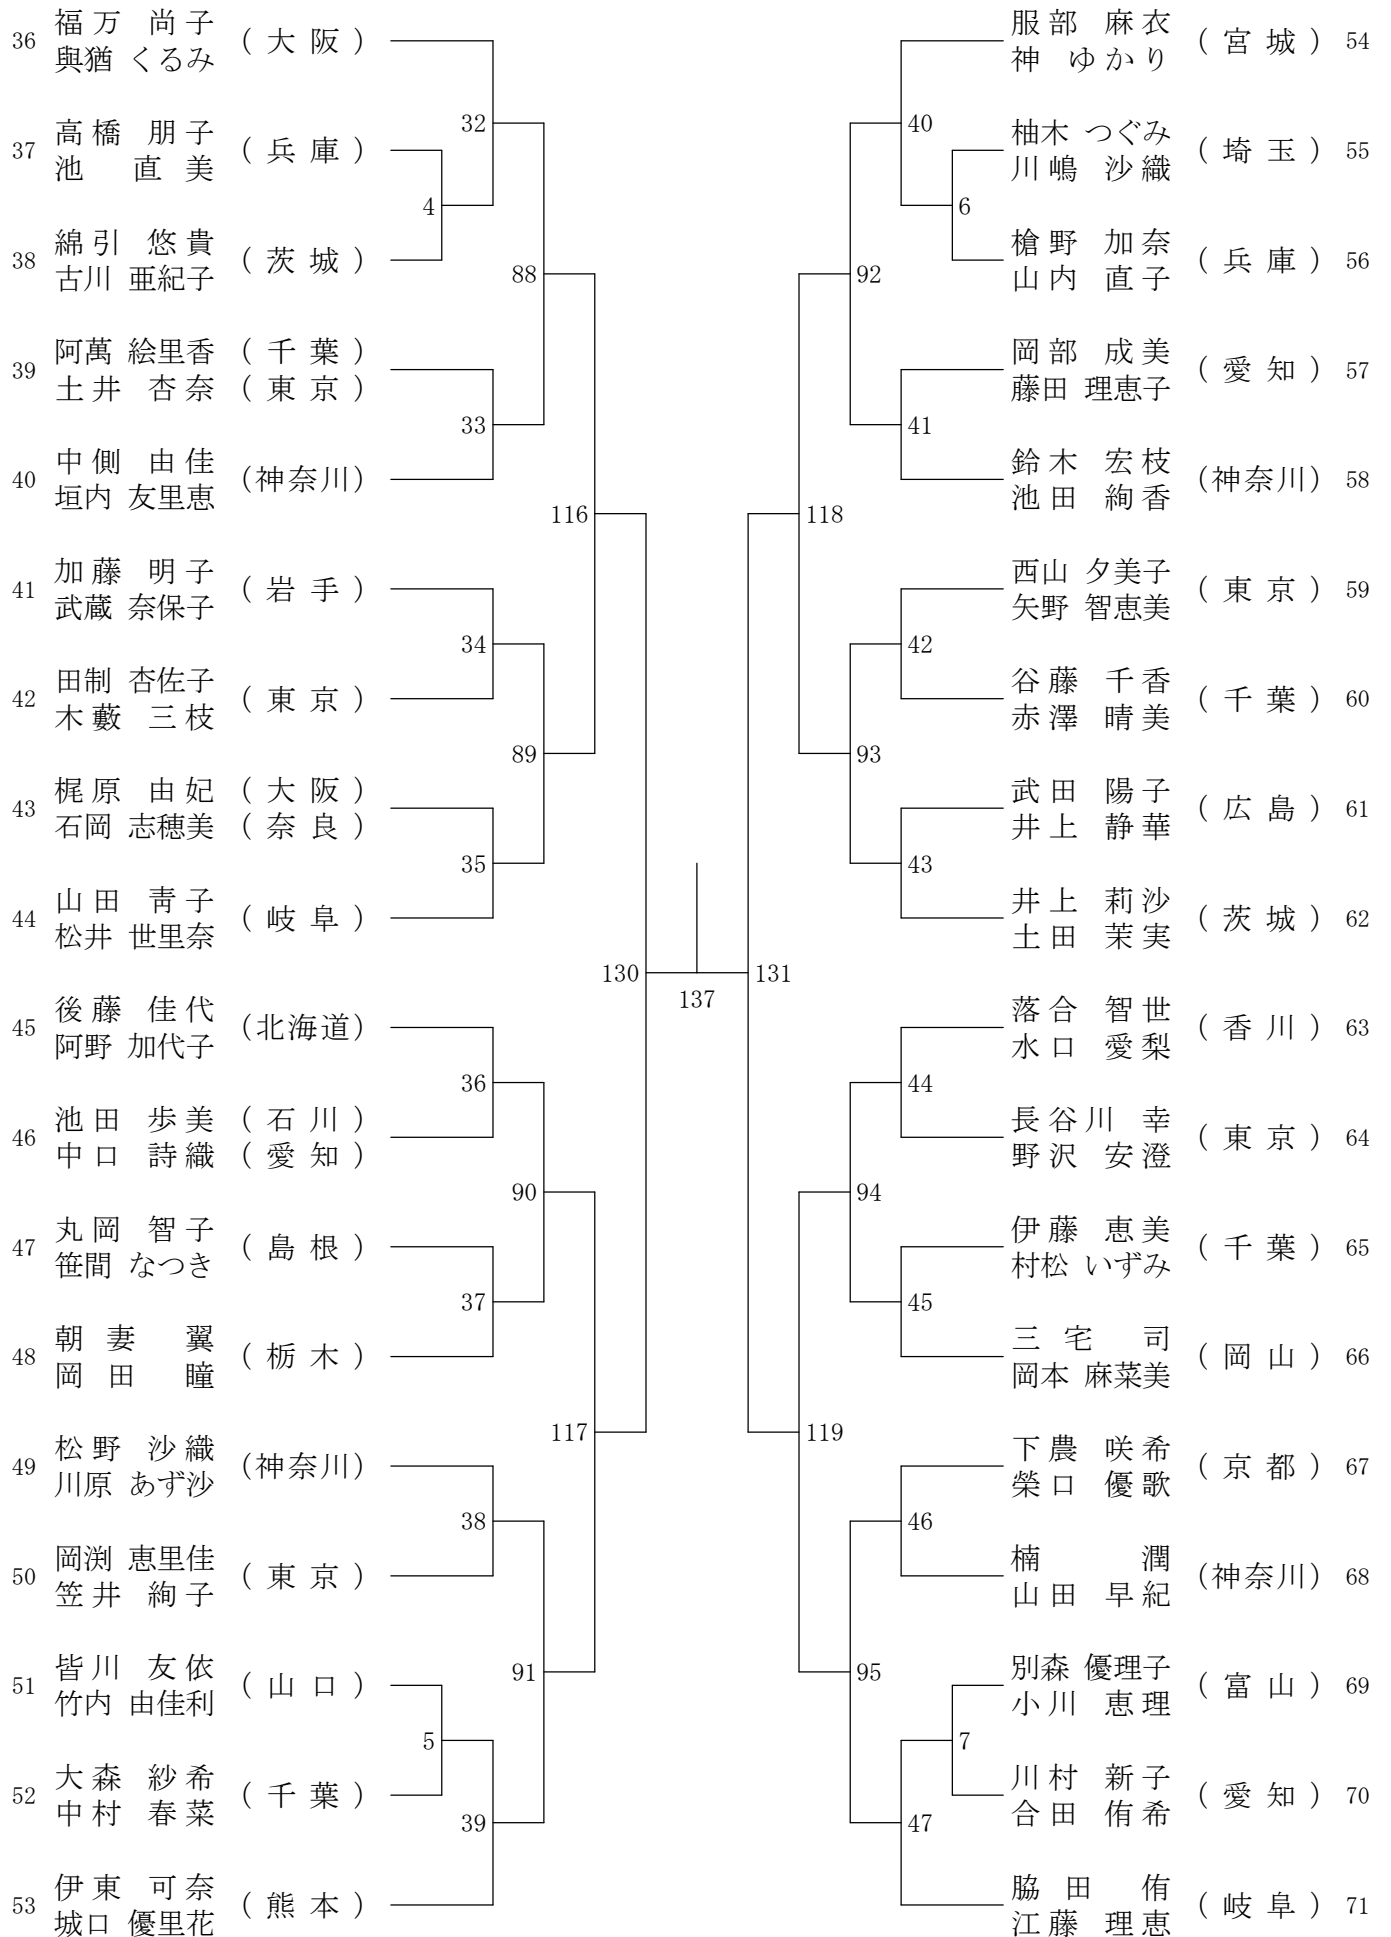 36 福万 尚子 (大阪)
與猶 くるみ
37 高橋 朋子 (兵庫)
池 直美
38 綿引 悠貴 (茨城)
古川 亜紀子
39 阿萬 絵里香 (千葉)
土井 杏奈 (東京)
40 中側 由佳 (神奈川)
垣内 友里恵
41 加藤 明子 (岩手)
武蔵 奈保子
42 田制 杏佐子 (東京)
木藪 三枝
43 梶原 由妃 (大阪)
石岡 志穂美 (奈良)
44 山田 青子 (岐阜)
松井 世里奈
45 後藤 佳代 (北海道)
阿野 加代子
46 池田 歩美 (石川)
中口 詩織 (愛知)
47 丸岡 智子 (島根)
笹間 なつき
48 朝妻 翼 (栃木)
岡田 瞳
49 松野 沙織 (神奈川)
川原 あず沙
50 岡渕 恵里佳 (東京)
笠井 絢子
51 皆川 友依 (山口)
竹内 由佳利
52 大森 紗希 (千葉)
中村 春菜
53 伊東 可奈 (熊本)
城口 優里花
32
4
88
33
116
34
89
35
130
36
90
37
117
38
91
5
39
137
131
40
6
92
41
118
42
93
43
44
94
45
119
46
95
7
47
服部 麻衣 (宮城) 54
神 ゆかり
柚木 つぐみ (埼玉) 55
川嶋 沙織
槍野 加奈 (兵庫) 56
山内 直子
岡部 成美 (愛知) 57
藤田 理恵子
鈴木 宏枝 (神奈川) 58
池田 絢香
西山 夕美子 (東京) 59
矢野 智恵美
谷藤 千香 (千葉) 60
赤澤 晴美
武田 陽子 (広島) 61
井上 静華
井上 莉沙 (茨城) 62
土田 茉実
落合 智世 (香川) 63
水口 愛梨
長谷川 幸 (東京) 64
野沢 安澄
伊藤 恵美 (千葉) 65
村松 いずみ
三宅 司 (岡山) 66
岡本 麻菜美
下農 咲希 (京都) 67
榮口 優歌
楠 潤 (神奈川) 68
山田 早紀
別森 優理子 (富山) 69
小川 恵理
川村 新子 (愛知) 70
合田 侑希
脇田 侑 (岐阜) 71
江藤 理恵